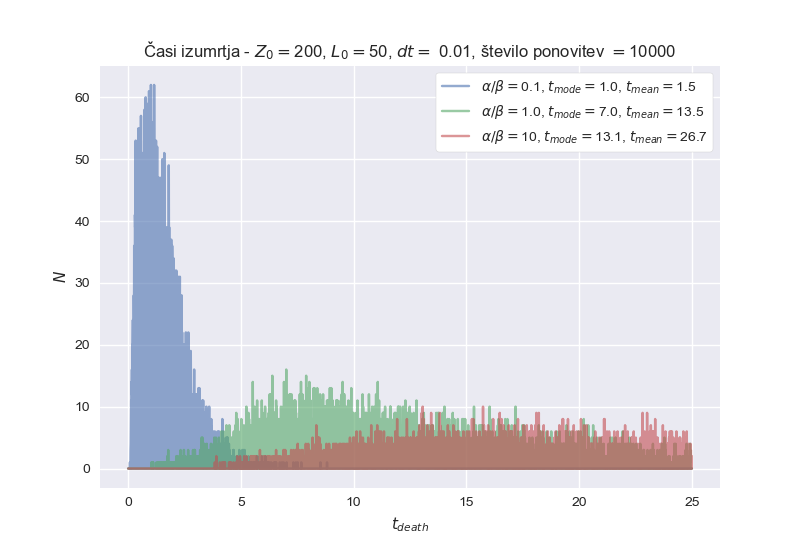 Časi izumrtja - Z₀ = 200, L₀ = 50, dt = 0.01, število ponovitev = 10000
α/β = 0.1, t_mode = 1.0, t_mean = 1.5
α/β = 1.0, t_mode = 7.0, t_mean = 13.5
α/β = 10, t_mode = 13.1, t_mean = 26.7
60
50
40
30
20
10
0
N
0 5 10 15 20 25
t_death